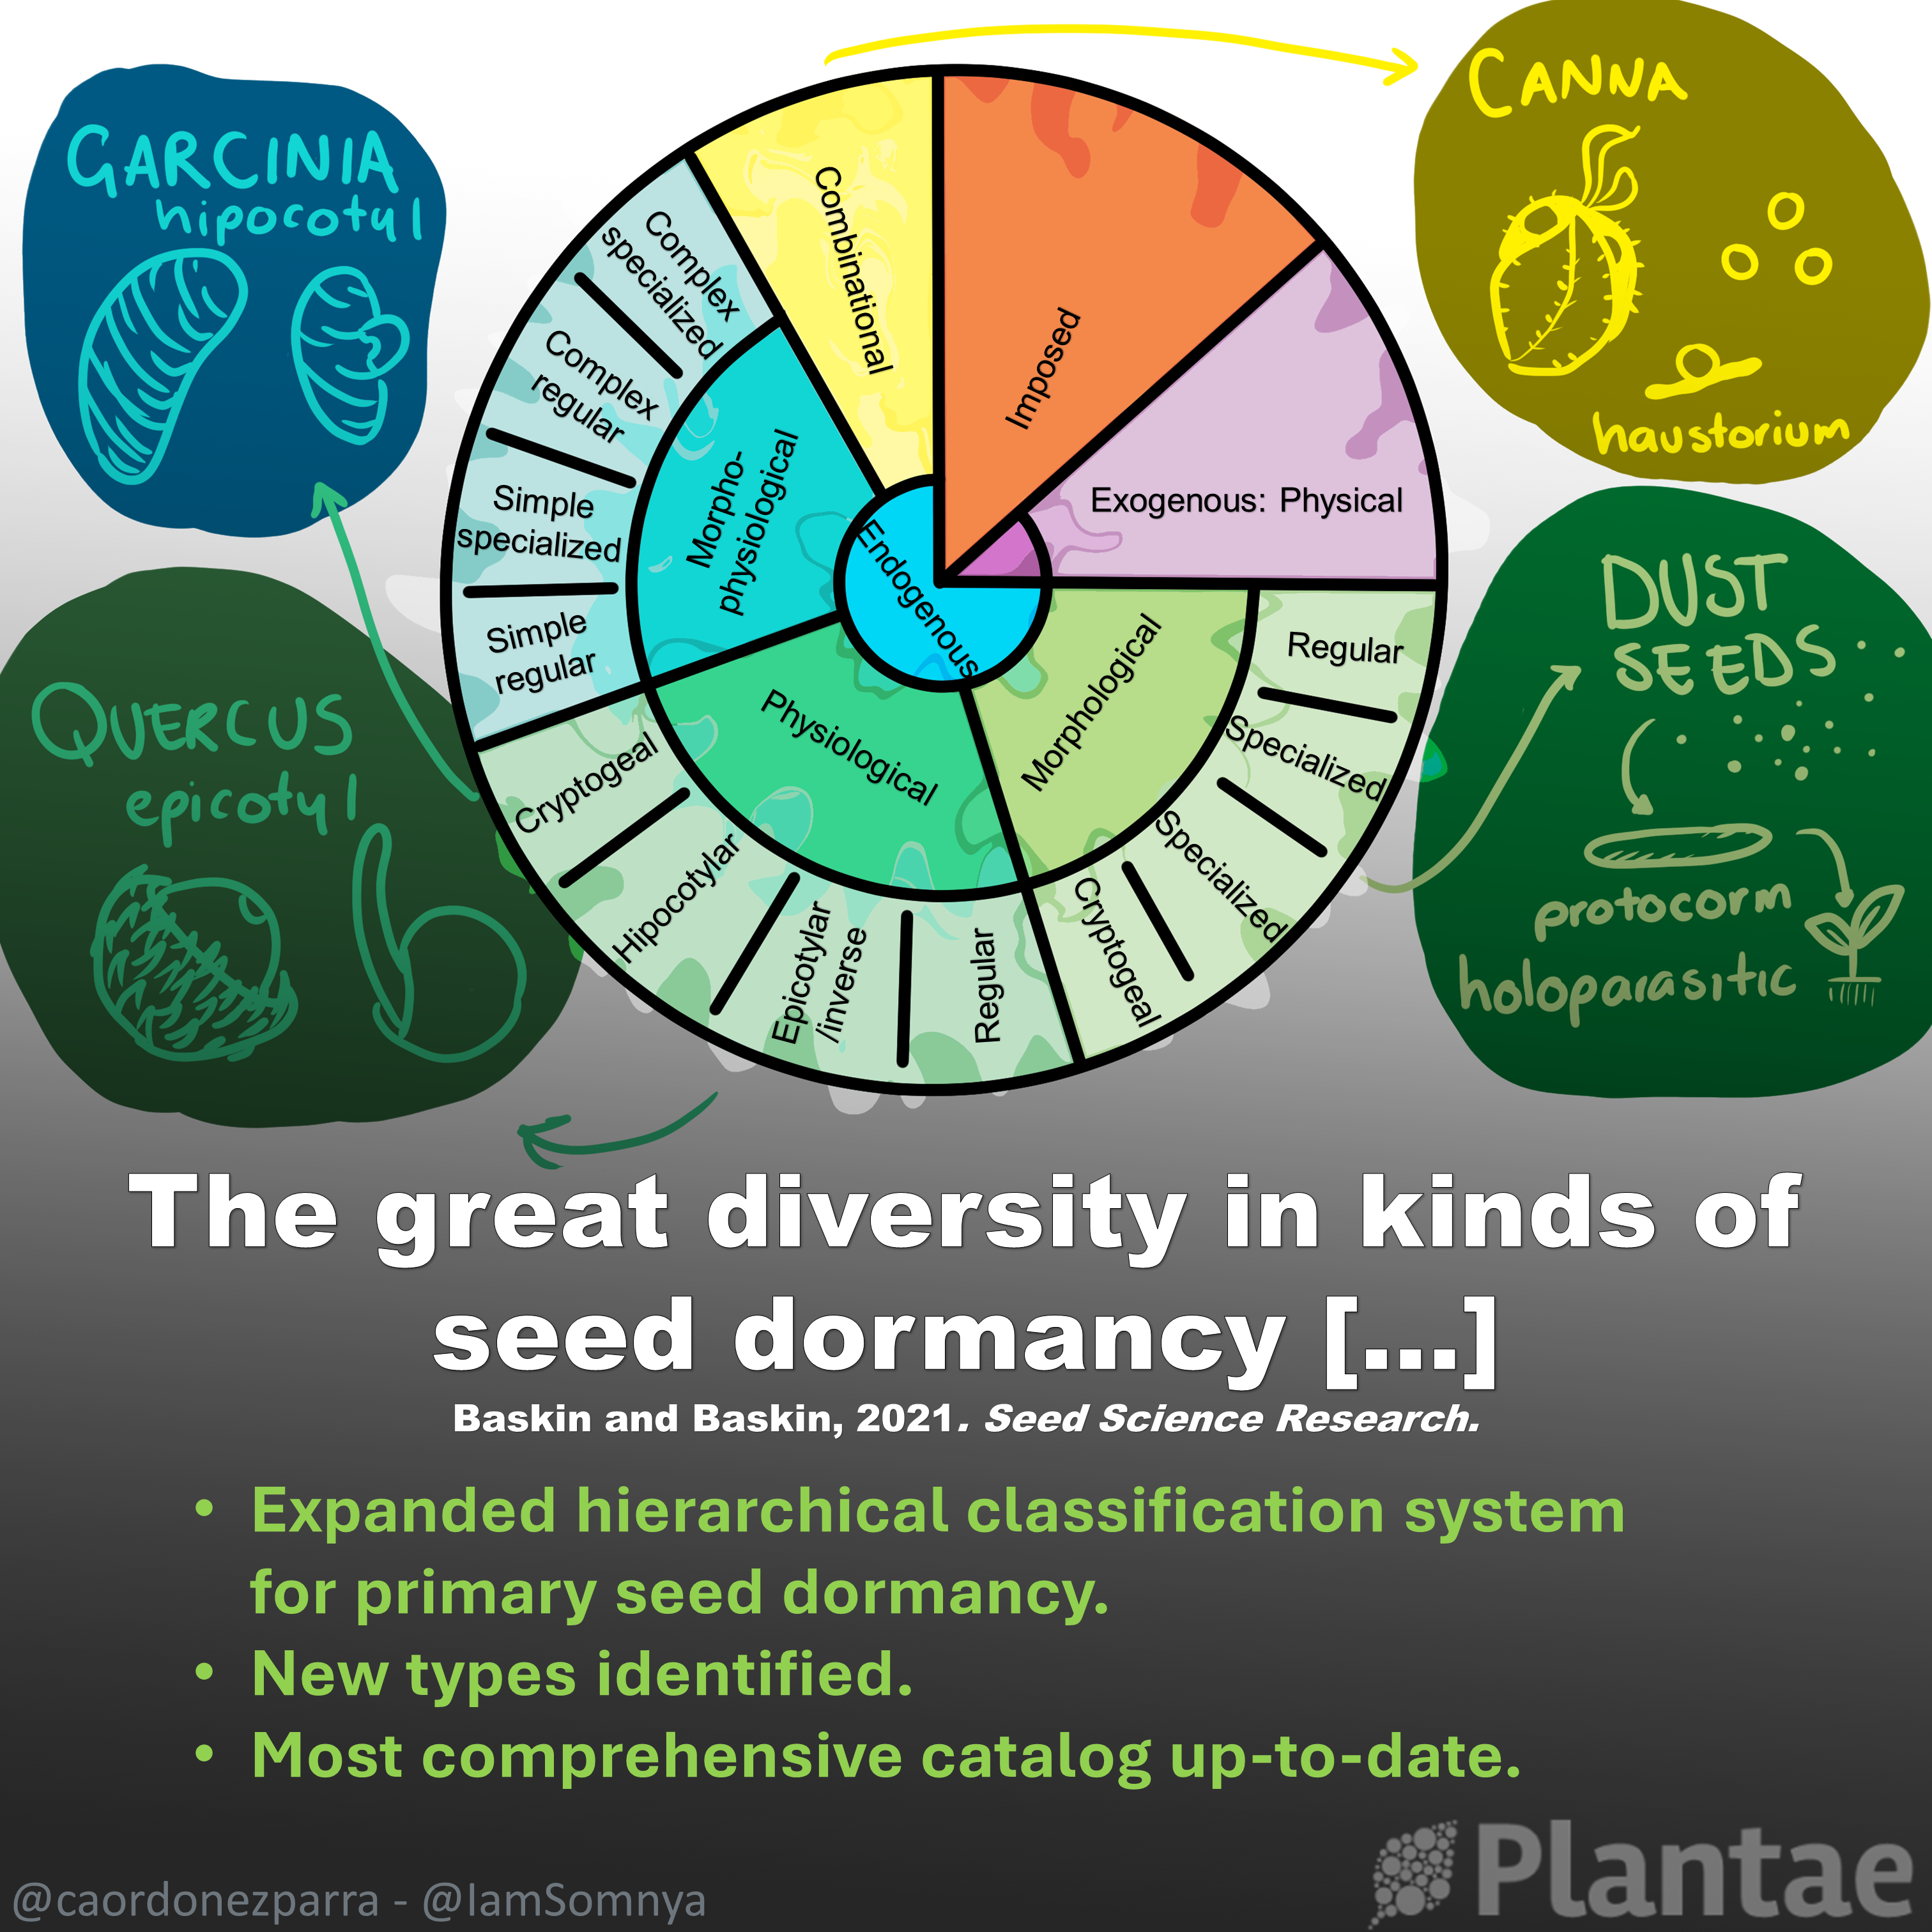 GARCINIA
hipocotyl
CANNA
haustorium
QUERCUS
epicotyl
DUST
SEEDS
protocorm
holoparasitic
Combinational
Imposed
Exogenous: Physical
Endogenous
Morpho-
physiological
Complex
specialized
Complex
regular
Simple
specialized
Simple
regular
Physiological
Cryptogeal
Hipocotylar
Epicotylar
/inverse
Regular
Morphological
Regular
Specialized
Specialized
Cryptogeal
The great diversity in kinds of
seed dormancy [...]
Baskin and Baskin, 2021. Seed Science Research.
• Expanded hierarchical classification system
for primary seed dormancy.
• New types identified.
• Most comprehensive catalog up-to-date.
@caordonezparra - @IamSomnya
Plantae